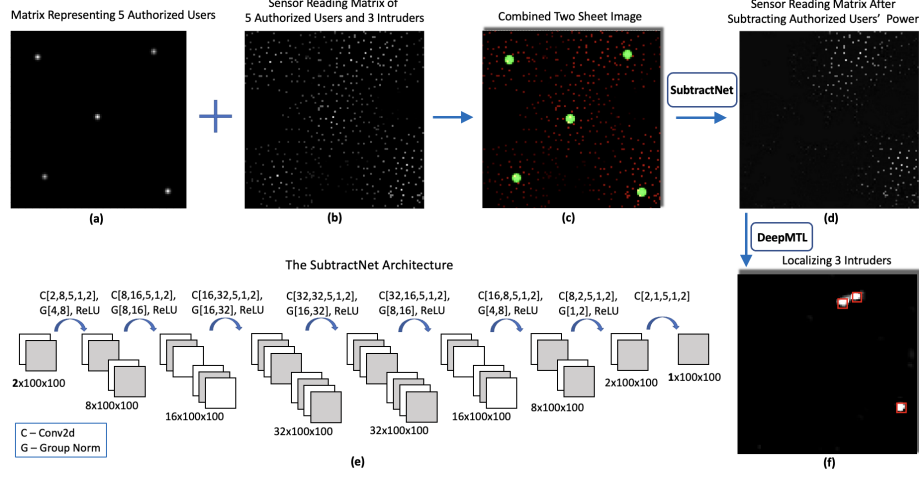 Matrix Representing 5 Authorized Users
Sensor Reading Matrix of
5 Authorized Users and 3 Intruders
Combined Two Sheet Image
Sensor Reading Matrix After
Subtracting Authorized Users' Power
SubtractNet
(a)
(b)
(c)
(d)
DeepMTL
Localizing 3 Intruders
The SubtractNet Architecture
C[2,8,5,1,2],
G[4,8], ReLU
C[8,16,5,1,2],
G[8,16], ReLU
C[16,32,5,1,2],
G[16,32], ReLU
C[32,32,5,1,2],
G[16,32], ReLU
C[32,16,5,1,2],
G[8,16], ReLU
C[16,8,5,1,2],
G[4,8], ReLU
C[8,2,5,1,2],
G[1,2], ReLU
C[2,1,5,1,2]
2x100x100
8x100x100
16x100x100
32x100x100
32x100x100
16x100x100
8x100x100
2x100x100
1x100x100
C – Conv2d
G – Group Norm
(e)
(f)